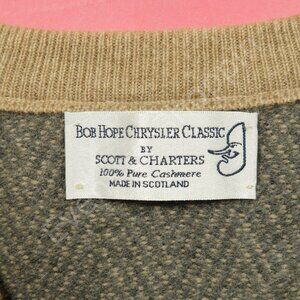 BOB HOPE CHRYSLER CLASSIC
BY
SCOTT & CHARTERS
100% Pure Cashmere
MADE IN SCOTLAND